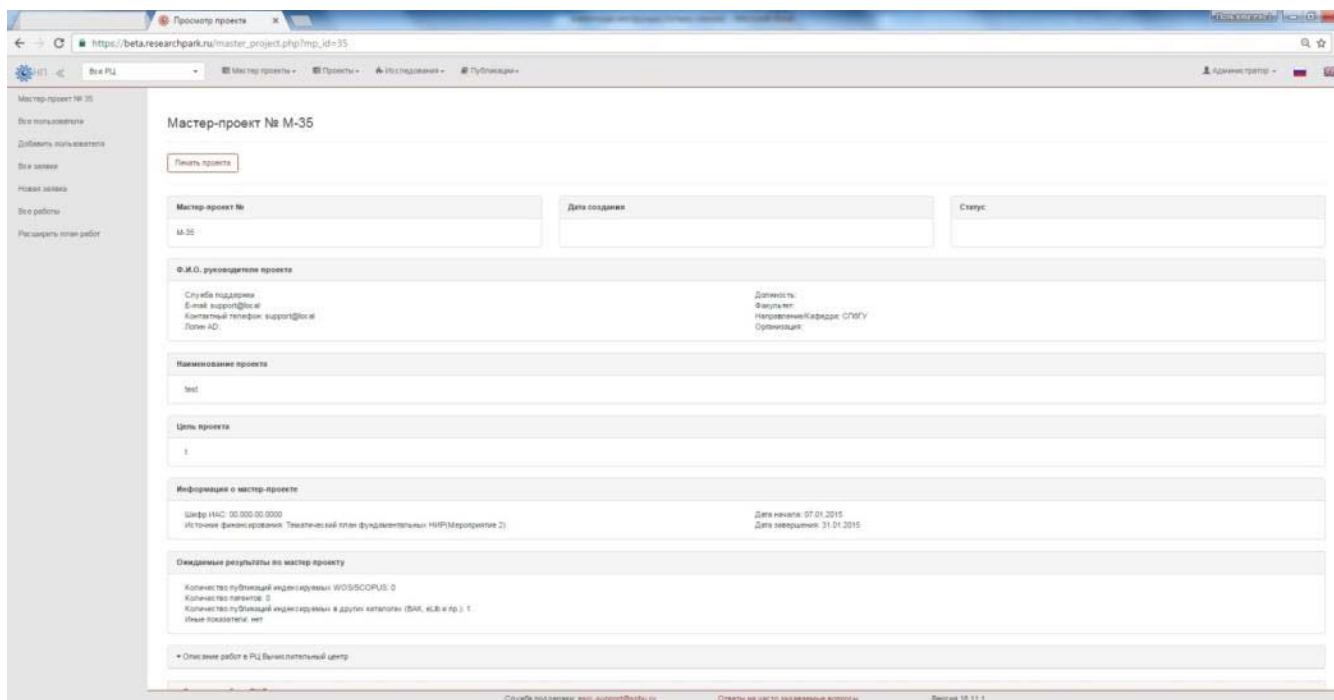 Просмотр проекта
https://beta.researchpark.ru/master_project.php?mp_id=35
НП
Все РЦ
Мастер проекты
Проекты
Исследования
Публикации
Администратор
Мастер-проект № 35
Все пользователи
Добавить пользователя
Все заявки
Новая заявка
Все работы
Расширить план работ
Мастер-проект № M-35
Печать проекта
Мастер-проект №
Дата создания
Статус
M-35
Ф.И.О. руководителя проекта
Служба поддержки
E-mail: support@local
Контактный телефон: support@local
Логин AD:
Должность:
Факультет:
Направление/Кафедра: СПбГУ
Организация:
Наименование проекта
test
Цель проекта
Информация о мастер-проекте
Шифр ИАС: 00.000.00.0000
Источник финансирования: Тематический план фундаментальных НИР(Мероприятие 2)
Дата начала: 07.01.2015
Дата завершения: 31.01.2015
Ожидаемые результаты по мастер проекту
Количество публикаций индексируемых WOS/SCOPUS: 0
Количество патентов: 0
Количество публикаций индексируемых в других каталогах (ВАК, eLib и пр.): 1
Иные показатели: нет
Описание работ в РЦ Вычислительный центр
Служба поддержки:
Ответы на часто задаваемые вопросы
Версия 16.11.1